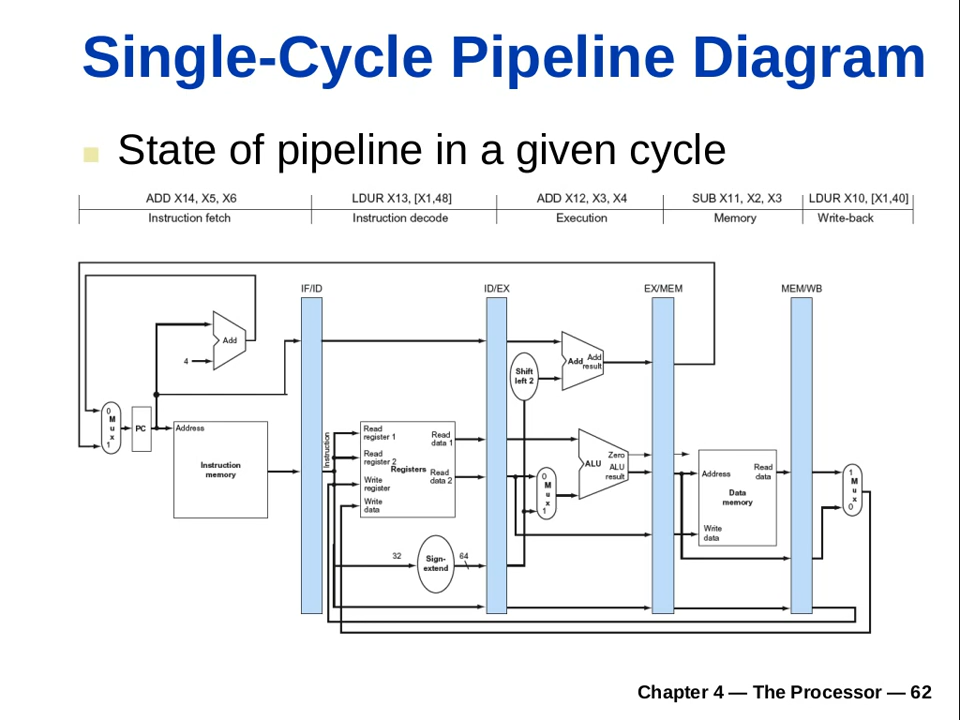 Single-Cycle Pipeline Diagram
State of pipeline in a given cycle
ADD X14, X5, X6
LDUR X13, [X1,48]
ADD X12, X3, X4
SUB X11, X2, X3
LDUR X10, [X1,40]
Instruction fetch
Instruction decode
Execution
Memory
Write-back
IF/ID
ID/EX
EX/MEM
MEM/WB
Add
4
Shift
left 2
Add
Add
result
0
M
u
x
1
PC
Address
Instruction
memory
Instruction
Read
register 1
Read
register 2
Registers
Write
register
Write
data
Read
data 1
Read
data 2
0
M
u
x
1
ALU
Zero
ALU
result
Address
Read
data
Data
memory
Write
data
1
M
u
x
0
32
Sign-
extend
64
Chapter 4 — The Processor — 62